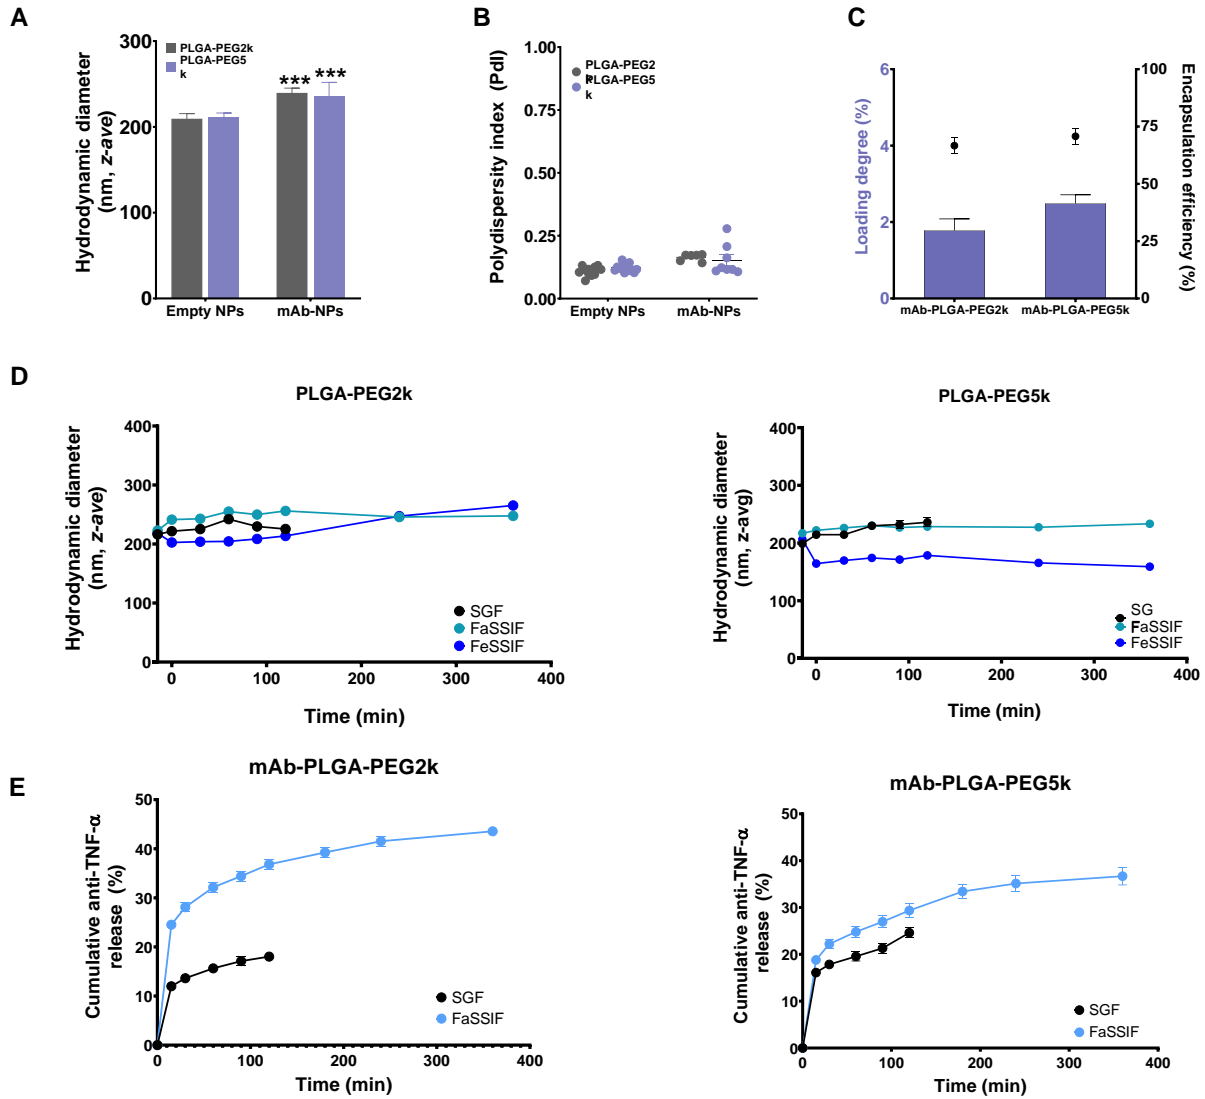 A
Hydrodynamic diameter
(nm, z-ave)
300
200
100
0
PLGA-PEG2k
PLGA-PEG5
k
***
***
Empty NPs
mAb-NPs
B
Polydispersity index (PdI)
1.00
0.75
0.50
0.25
0.00
PLGA-PEG2
k
PLGA-PEG5
k
Empty NPs
mAb-NPs
C
Loading degree (%)
6
4
2
0
100
75
50
25
0
Encapsulation efficiency (%)
mAb-PLGA-PEG2k
mAb-PLGA-PEG5k
D
PLGA-PEG2k
Hydrodynamic diameter
(nm, z-ave)
400
300
200
100
0
SGF
FaSSIF
FeSSIF
0
100
200
300
400
Time (min)
PLGA-PEG5k
Hydrodynamic diameter
(nm, z-avg)
400
300
200
100
0
SG
F
FaSSIF
FeSSIF
0
100
200
300
400
Time (min)
E
mAb-PLGA-PEG2k
Cumulative anti-TNF-α
release (%)
50
40
30
20
10
0
SGF
FaSSIF
0
100
200
300
400
Time (min)
mAb-PLGA-PEG5k
Cumulative anti-TNF-α
release (%)
50
40
30
20
10
0
SGF
FaSSIF
0
100
200
300
400
Time (min)